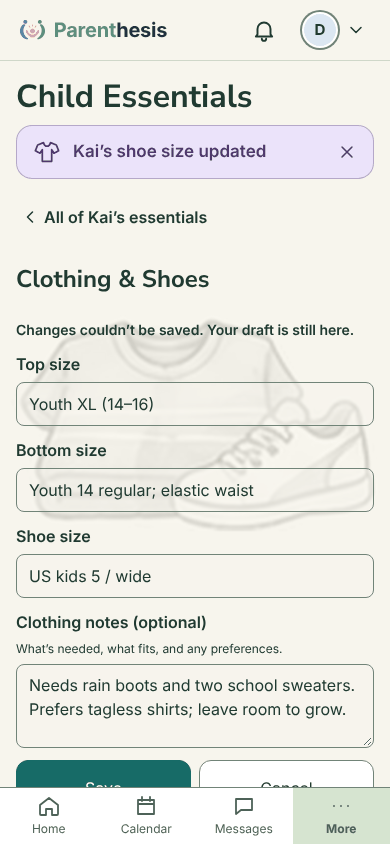 Parenthesis
D
Child Essentials
Kai’s shoe size updated
All of Kai’s essentials
Clothing & Shoes
Changes couldn’t be saved. Your draft is still here.
Top size
Youth XL (14–16)
Bottom size
Youth 14 regular; elastic waist
Shoe size
US kids 5 / wide
Clothing notes (optional)
What’s needed, what fits, and any preferences.
Needs rain boots and two school sweaters.
Prefers tagless shirts; leave room to grow.
Save Cancel
Home Calendar Messages More